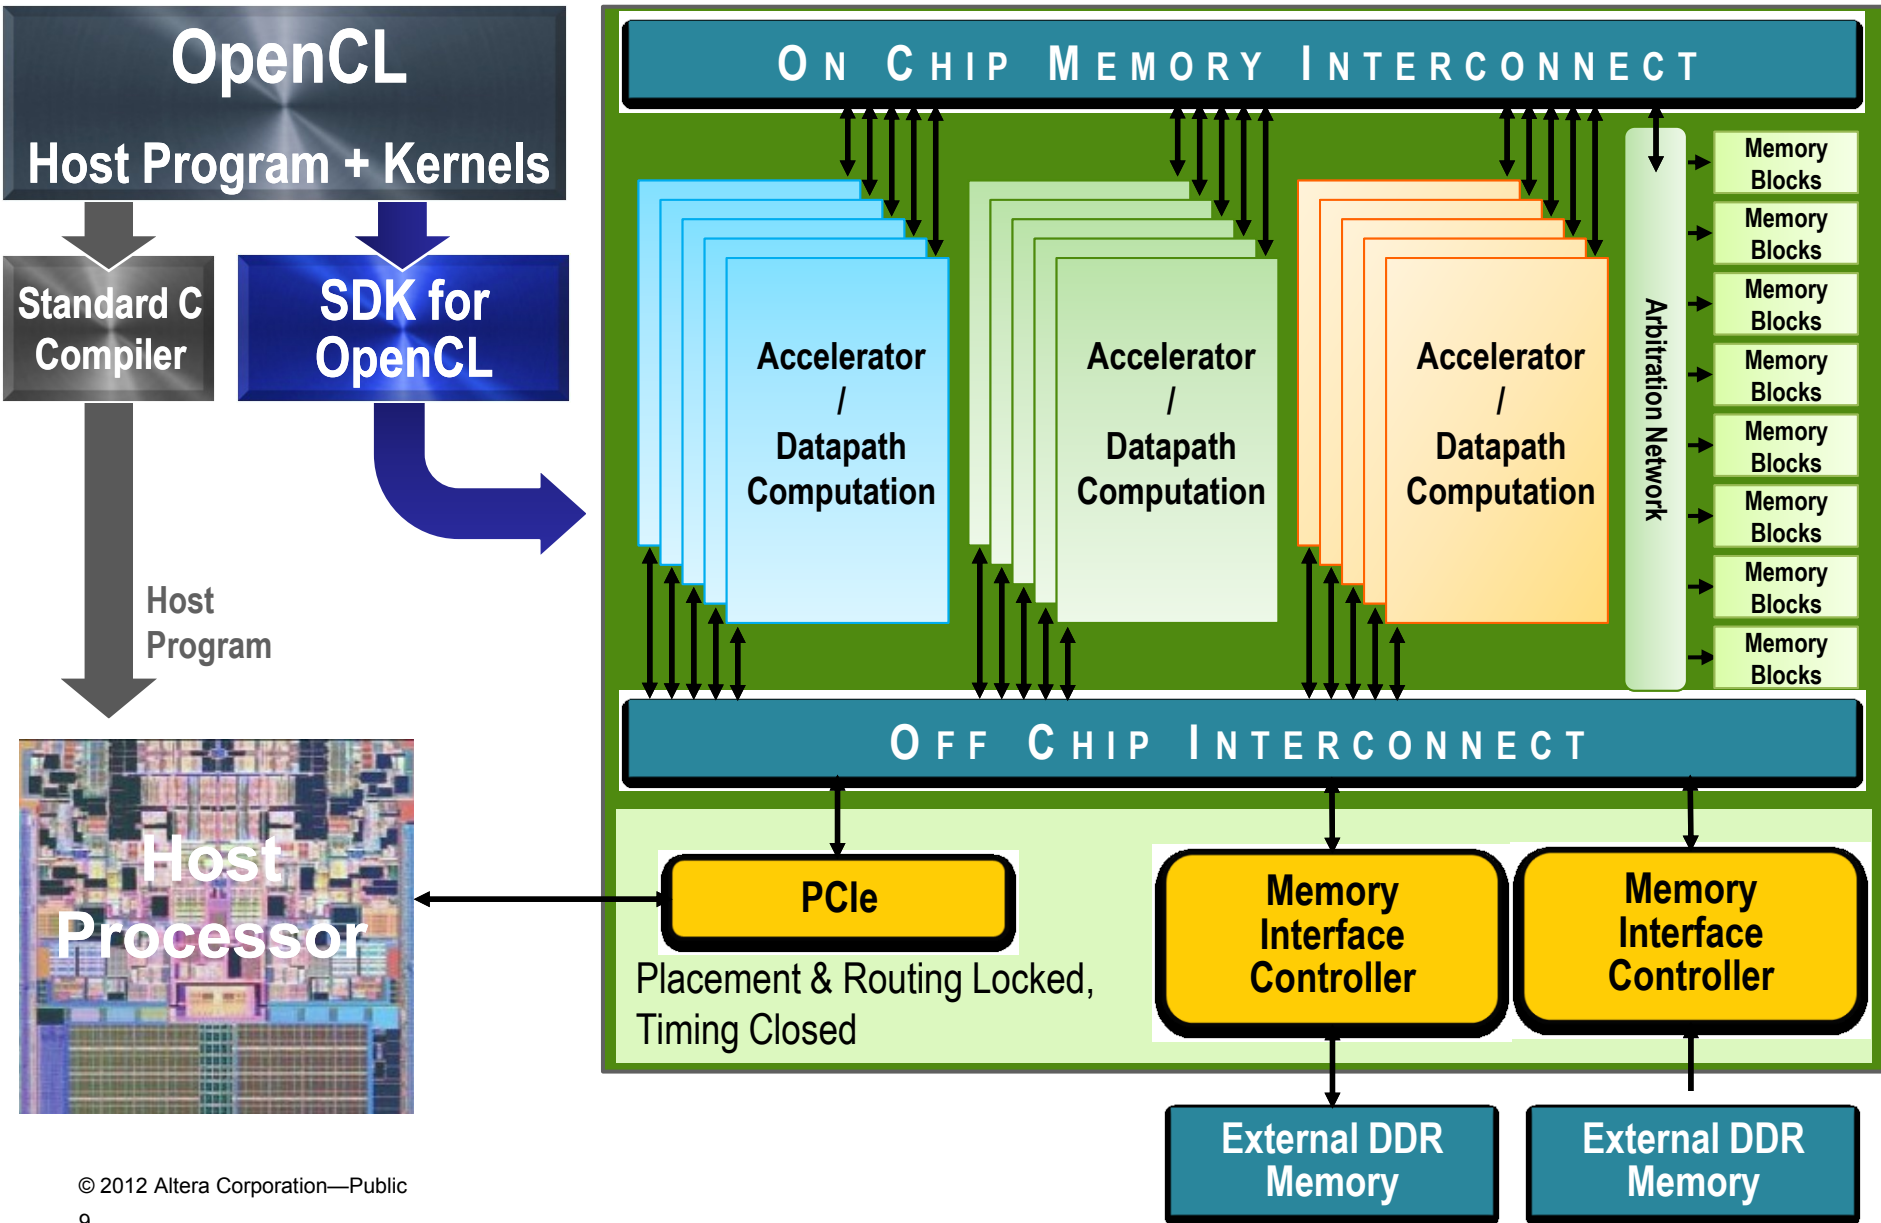 OpenCL
Host Program + Kernels
Standard C
Compiler
SDK for
OpenCL
Host
Program
Host
Processor
ON CHIP MEMORY INTERCONNECT
Accelerator
/
Datapath
Computation
Accelerator
/
Datapath
Computation
Accelerator
/
Datapath
Computation
Arbitration Network
Memory
Blocks
Memory
Blocks
Memory
Blocks
Memory
Blocks
Memory
Blocks
Memory
Blocks
Memory
Blocks
Memory
Blocks
OFF CHIP INTERCONNECT
PCIe
Placement & Routing Locked,
Timing Closed
Memory
Interface
Controller
Memory
Interface
Controller
External DDR
Memory
External DDR
Memory
© 2012 Altera Corporation—Public
9